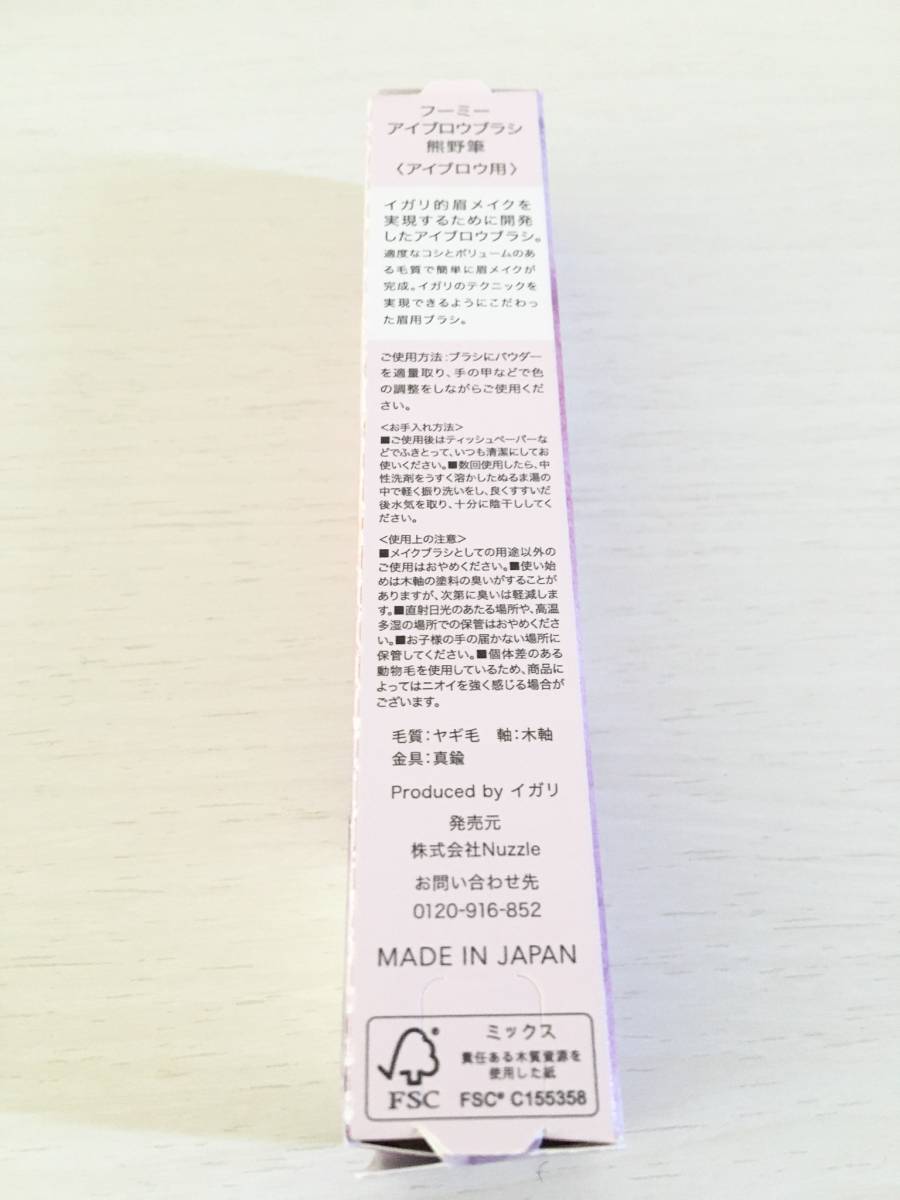 フーミー
アイブロウブラシ
熊野筆
〈アイブロウ用〉
イガリ的眉メイクを
実現するために開発
したアイブロウブラシ。
適度なコシとボリュームのあ
る毛質で簡単に眉メイクが
完成。イガリのテクニックを
実現できるようにこだわっ
た眉用ブラシ。
ご使用方法:ブラシにパウダー
を適量取り、手の甲などで色
の調整をしながらご使用くだ
さい。
<お手入れ方法>
■ご使用後はティッシュペーパーな
どでふきとって、いつも清潔にしてお
使いください。■数回使用したら、中
性洗剤をうすく溶かしたぬるま湯の
中で軽く振り洗いをし、良くすすいだ
後水気を取り、十分に陰干ししてく
ださい。
<使用上の注意>
■メイクブラシとしての用途以外の
ご使用はおやめください。■使い始
めは木軸の塗料の臭いがすることが
ありますが、次第に臭いは軽減しま
す。■直射日光のあたる場所や、高温
多湿の場所での保管はおやめくださ
い。■お子様の手の届かない場所に
保管してください。■個体差のある
動物毛を使用しているため、商品に
よってはニオイを強く感じる場合が
ございます。
毛質:ヤギ毛 軸:木軸
金具:真鍮
Produced by イガリ
発売元
株式会社Nuzzle
お問い合わせ先
0120-916-852
MADE IN JAPAN
ミックス
責任ある木質資源を
使用した紙
FSC® C155358
FSC